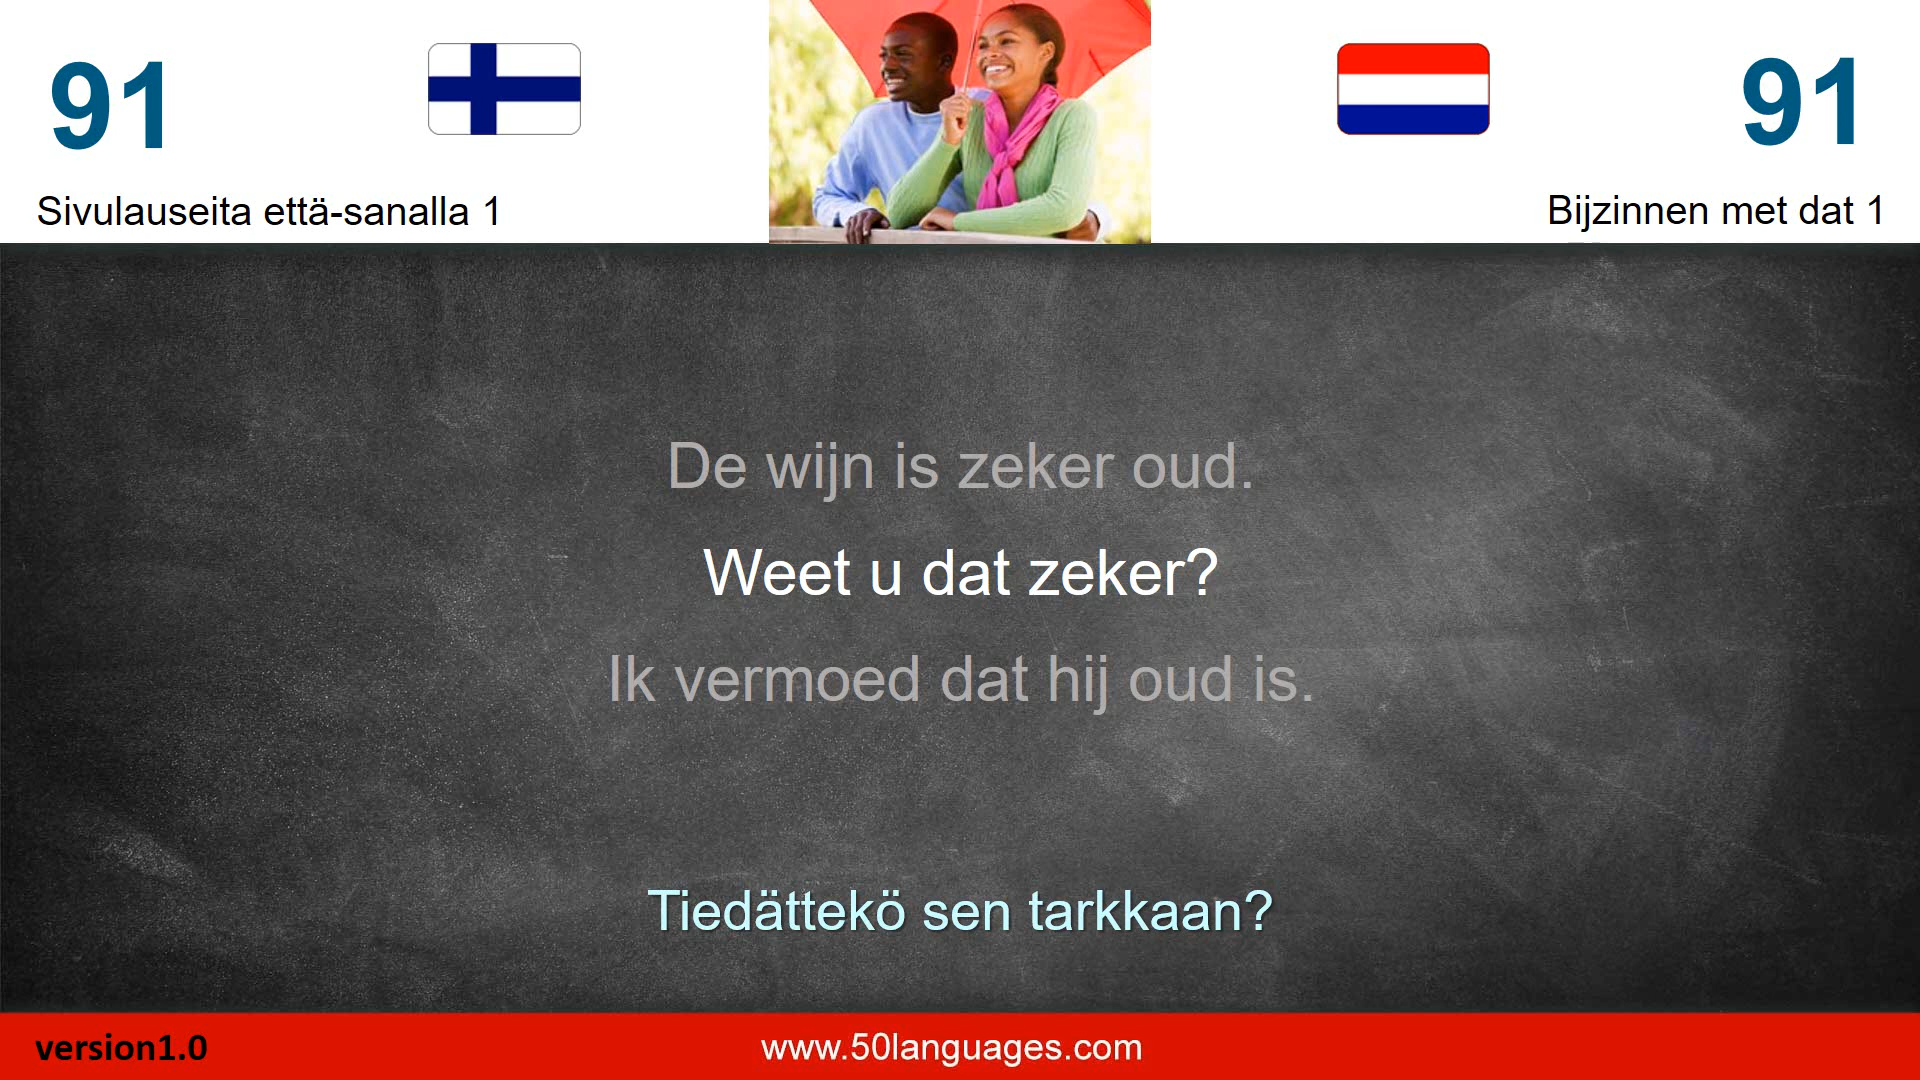 91
91
Sivulauseita että-sanalla 1
Bijzinnen met dat 1
De wijn is zeker oud.
Weet u dat zeker?
Ik vermoed dat hij oud is.
Tiedättekö sen tarkkaan?
version1.0
www.50languages.com